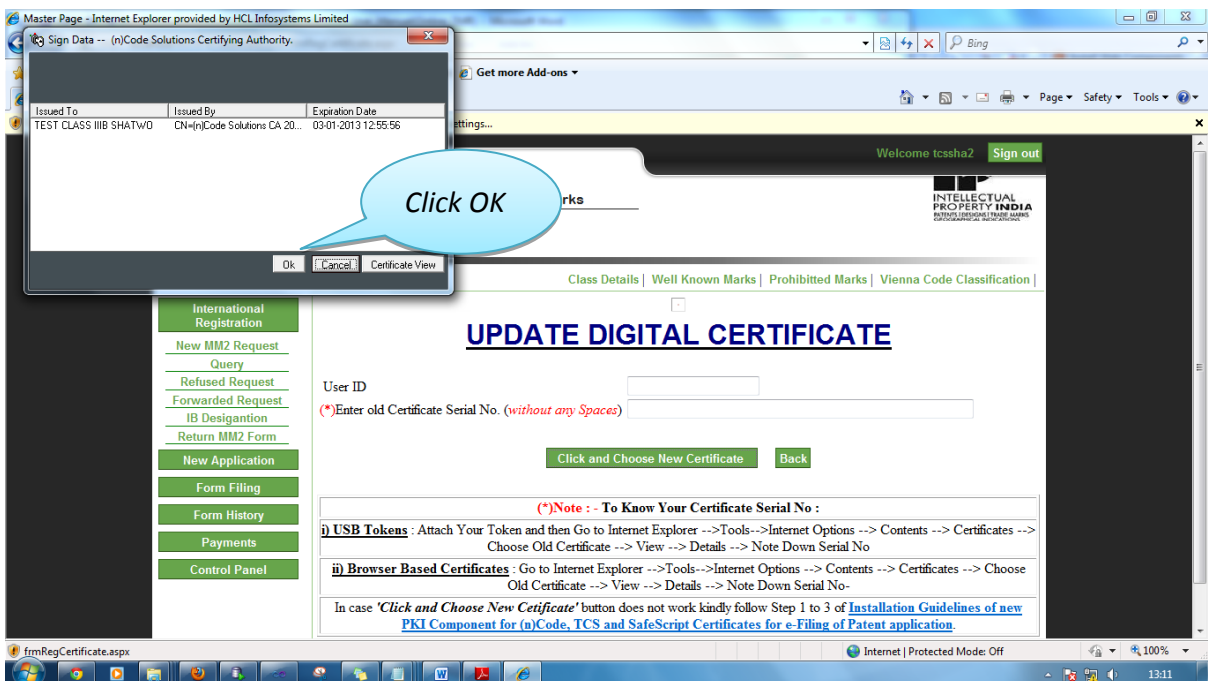 Master Page - Internet Explorer provided by HCL Infosystems Limited
Sign Data -- (n)Code Solutions Certifying Authority.
Bing
Get more Add-ons
Page Safety Tools
Issued To Issued By Expiration Date
TEST CLASS IIIB SHATWO CN=(n)Code Solutions CA 20... 03-01-2013 12:55:56
ettings...
Welcome tcssha2 Sign out
Click OK
rks
INTELLECTUAL
PROPERTY INDIA
PATENTS | DESIGNS | TRADE MARKS
GEOGRAPHICAL INDICATIONS
Ok Cancel Certificate View
Class Details | Well Known Marks | Prohibitted Marks | Vienna Code Classification |
International
Registration
New MM2 Request
Query
Refused Request
Forwarded Request
IB Desigantion
Return MM2 Form
New Application
Form Filing
Form History
Payments
Control Panel
UPDATE DIGITAL CERTIFICATE
User ID
(*)Enter old Certificate Serial No. (without any Spaces)
Click and Choose New Certificate Back
(*)Note : - To Know Your Certificate Serial No :
i) USB Tokens : Attach Your Token and then Go to Internet Explorer -->Tools-->Internet Options --> Contents --> Certificates -->
Choose Old Certificate --> View --> Details --> Note Down Serial No
ii) Browser Based Certificates : Go to Internet Explorer -->Tools-->Internet Options --> Contents --> Certificates --> Choose
Old Certificate --> View --> Details --> Note Down Serial No-
In case 'Click and Choose New Cetificate' button does not work kindly follow Step 1 to 3 of Installation Guidelines of new
PKI Component for (n)Code, TCS and SafeScript Certificates for e-Filing of Patent application.
frmRegCertificate.aspx
Internet | Protected Mode: Off
100%
13:11